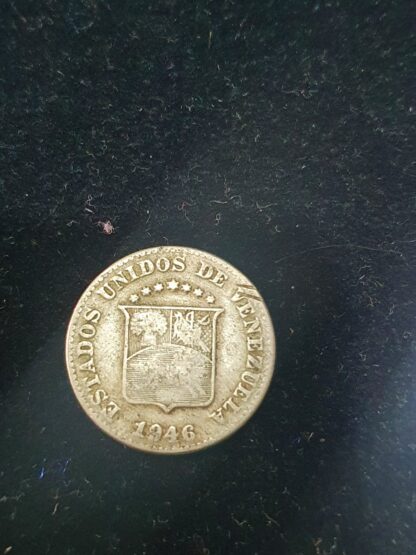 ESTADOS UNIDOS DE VENEZUELA
1946